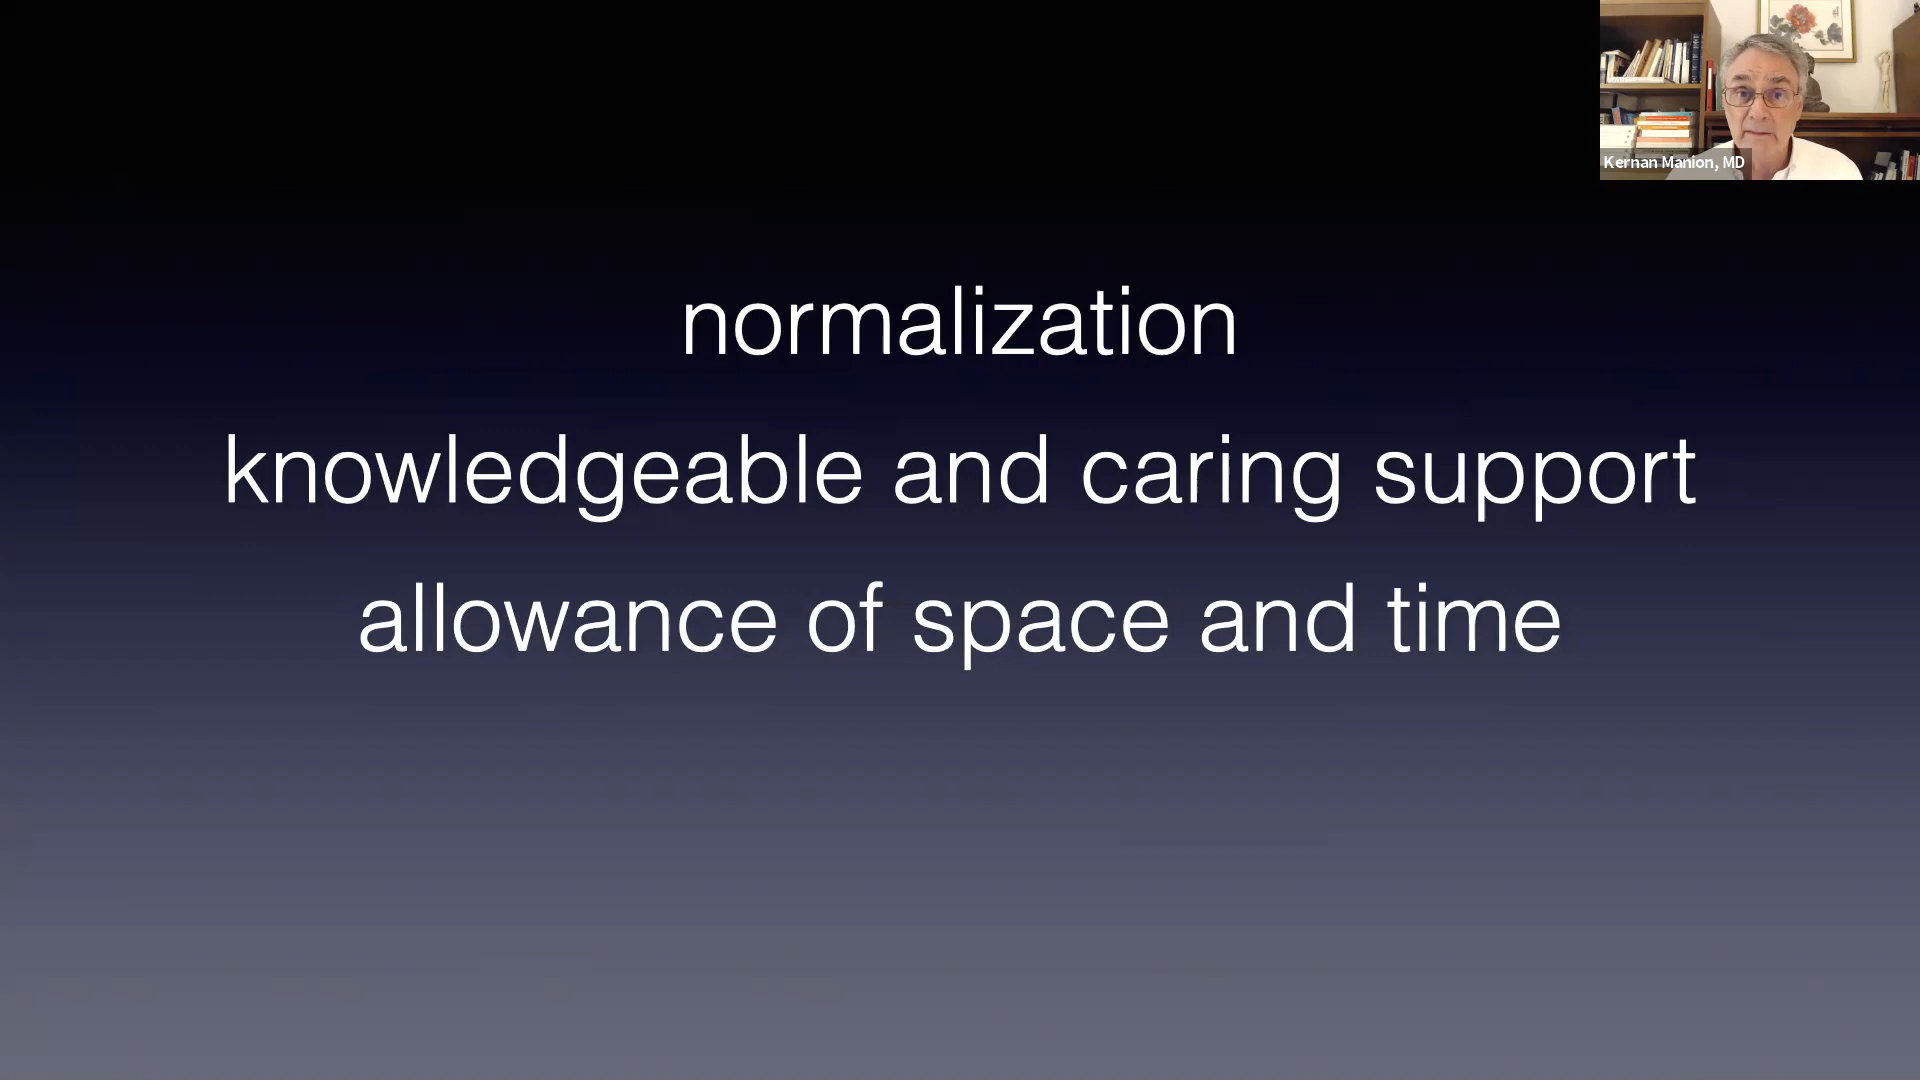 Kernan Manion, MD
normalization
knowledgeable and caring support
allowance of space and time